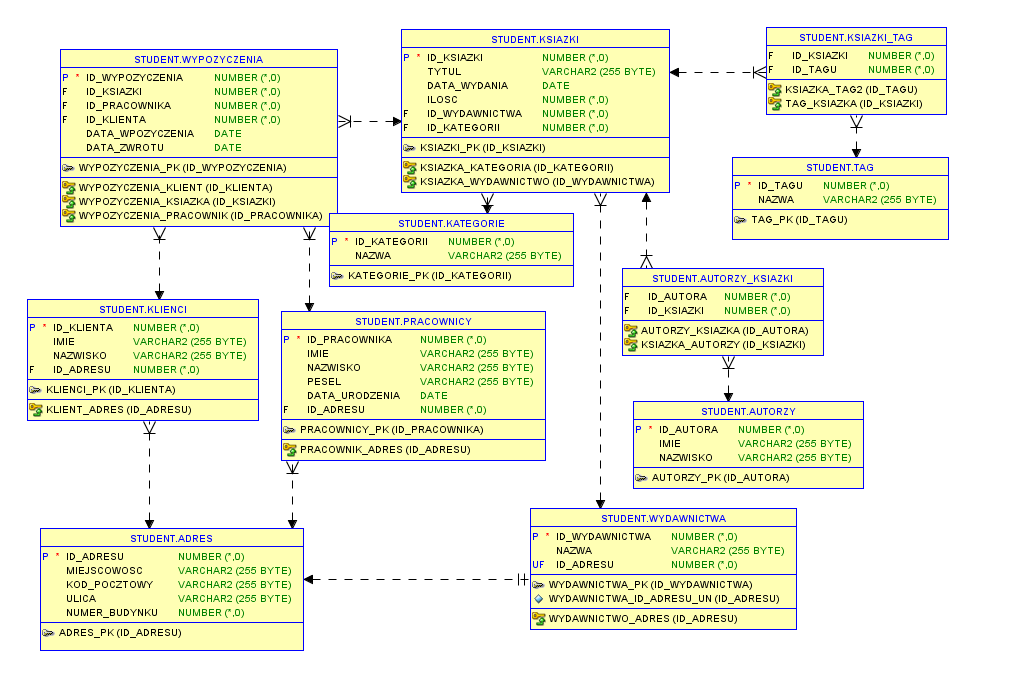 STUDENT.WYPOZYCZENIA
P * ID_WYPOZYCZENIA NUMBER (*,0)
F ID_KSIAZKI NUMBER (*,0)
F ID_PRACOWNIKA NUMBER (*,0)
F ID_KLIENTA NUMBER (*,0)
DATA_WPOZYCZENIA DATE
DATA_ZWROTU DATE
WYPOZYCZENIA_PK (ID_WYPOZYCZENIA)
WYPOZYCZENIA_KLIENT (ID_KLIENTA)
WYPOZYCZENIA_KSIAZKA (ID_KSIAZKI)
WYPOZYCZENIA_PRACOWNIK (ID_PRACOWNIKA)
STUDENT.KSIAZKI
P * ID_KSIAZKI NUMBER (*,0)
TYTUL VARCHAR2 (255 BYTE)
DATA_WYDANIA DATE
ILOSC NUMBER (*,0)
F ID_WYDAWNICTWA NUMBER (*,0)
F ID_KATEGORII NUMBER (*,0)
KSIAZKI_PK (ID_KSIAZKI)
KSIAZKA_KATEGORIA (ID_KATEGORII)
KSIAZKA_WYDAWNICTWO (ID_WYDAWNICTWA)
STUDENT.KSIAZKI_TAG
F ID_KSIAZKI NUMBER (*,0)
F ID_TAGU NUMBER (*,0)
KSIAZKA_TAG2 (ID_TAGU)
TAG_KSIAZKA (ID_KSIAZKI)
STUDENT.TAG
P * ID_TAGU NUMBER (*,0)
NAZWA VARCHAR2 (255 BYTE)
TAG_PK (ID_TAGU)
STUDENT.KATEGORIE
P * ID_KATEGORII NUMBER (*,0)
NAZWA VARCHAR2 (255 BYTE)
KATEGORIE_PK (ID_KATEGORII)
STUDENT.AUTORZY_KSIAZKI
F ID_AUTORA NUMBER (*,0)
F ID_KSIAZKI NUMBER (*,0)
AUTORZY_KSIAZKA (ID_AUTORA)
KSIAZKA_AUTORZY (ID_KSIAZKI)
STUDENT.KLIENCI
P * ID_KLIENTA NUMBER (*,0)
IMIE VARCHAR2 (255 BYTE)
NAZWISKO VARCHAR2 (255 BYTE)
F ID_ADRESU NUMBER (*,0)
KLIENCI_PK (ID_KLIENTA)
KLIENT_ADRES (ID_ADRESU)
STUDENT.PRACOWNICY
P * ID_PRACOWNIKA NUMBER (*,0)
IMIE VARCHAR2 (255 BYTE)
NAZWISKO VARCHAR2 (255 BYTE)
PESEL VARCHAR2 (255 BYTE)
DATA_URODZENIA DATE
F ID_ADRESU NUMBER (*,0)
PRACOWNICY_PK (ID_PRACOWNIKA)
PRACOWNIK_ADRES (ID_ADRESU)
STUDENT.AUTORZY
P * ID_AUTORA NUMBER (*,0)
IMIE VARCHAR2 (255 BYTE)
NAZWISKO VARCHAR2 (255 BYTE)
AUTORZY_PK (ID_AUTORA)
STUDENT.ADRES
P * ID_ADRESU NUMBER (*,0)
MIEJSCOWOSC VARCHAR2 (255 BYTE)
KOD_POCZTOWY VARCHAR2 (255 BYTE)
ULICA VARCHAR2 (255 BYTE)
NUMER_BUDYNKU NUMBER (*,0)
ADRES_PK (ID_ADRESU)
STUDENT.WYDAWNICTWA
P * ID_WYDAWNICTWA NUMBER (*,0)
NAZWA VARCHAR2 (255 BYTE)
UF ID_ADRESU NUMBER (*,0)
WYDAWNICTWA_PK (ID_WYDAWNICTWA)
WYDAWNICTWA_ID_ADRESU_UN (ID_ADRESU)
WYDAWNICTWO_ADRES (ID_ADRESU)